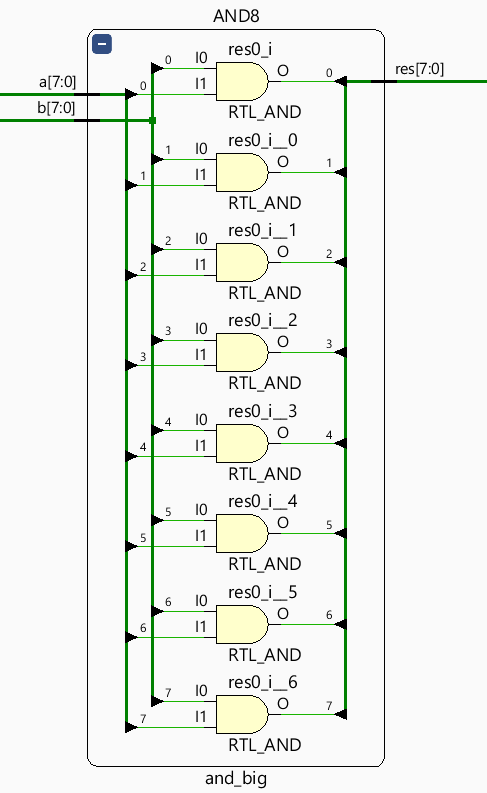 AND8
a[7:0]
b[7:0]
res[7:0]
res0_i
0 I0 O 0
0 I1
RTL_AND
res0_i__0
1 I0 O 1
1 I1
RTL_AND
res0_i__1
2 I0 O 2
2 I1
RTL_AND
res0_i__2
3 I0 O 3
3 I1
RTL_AND
res0_i__3
4 I0 O 4
4 I1
RTL_AND
res0_i__4
5 I0 O 5
5 I1
RTL_AND
res0_i__5
6 I0 O 6
6 I1
RTL_AND
res0_i__6
7 I0 O 7
7 I1
RTL_AND
and_big